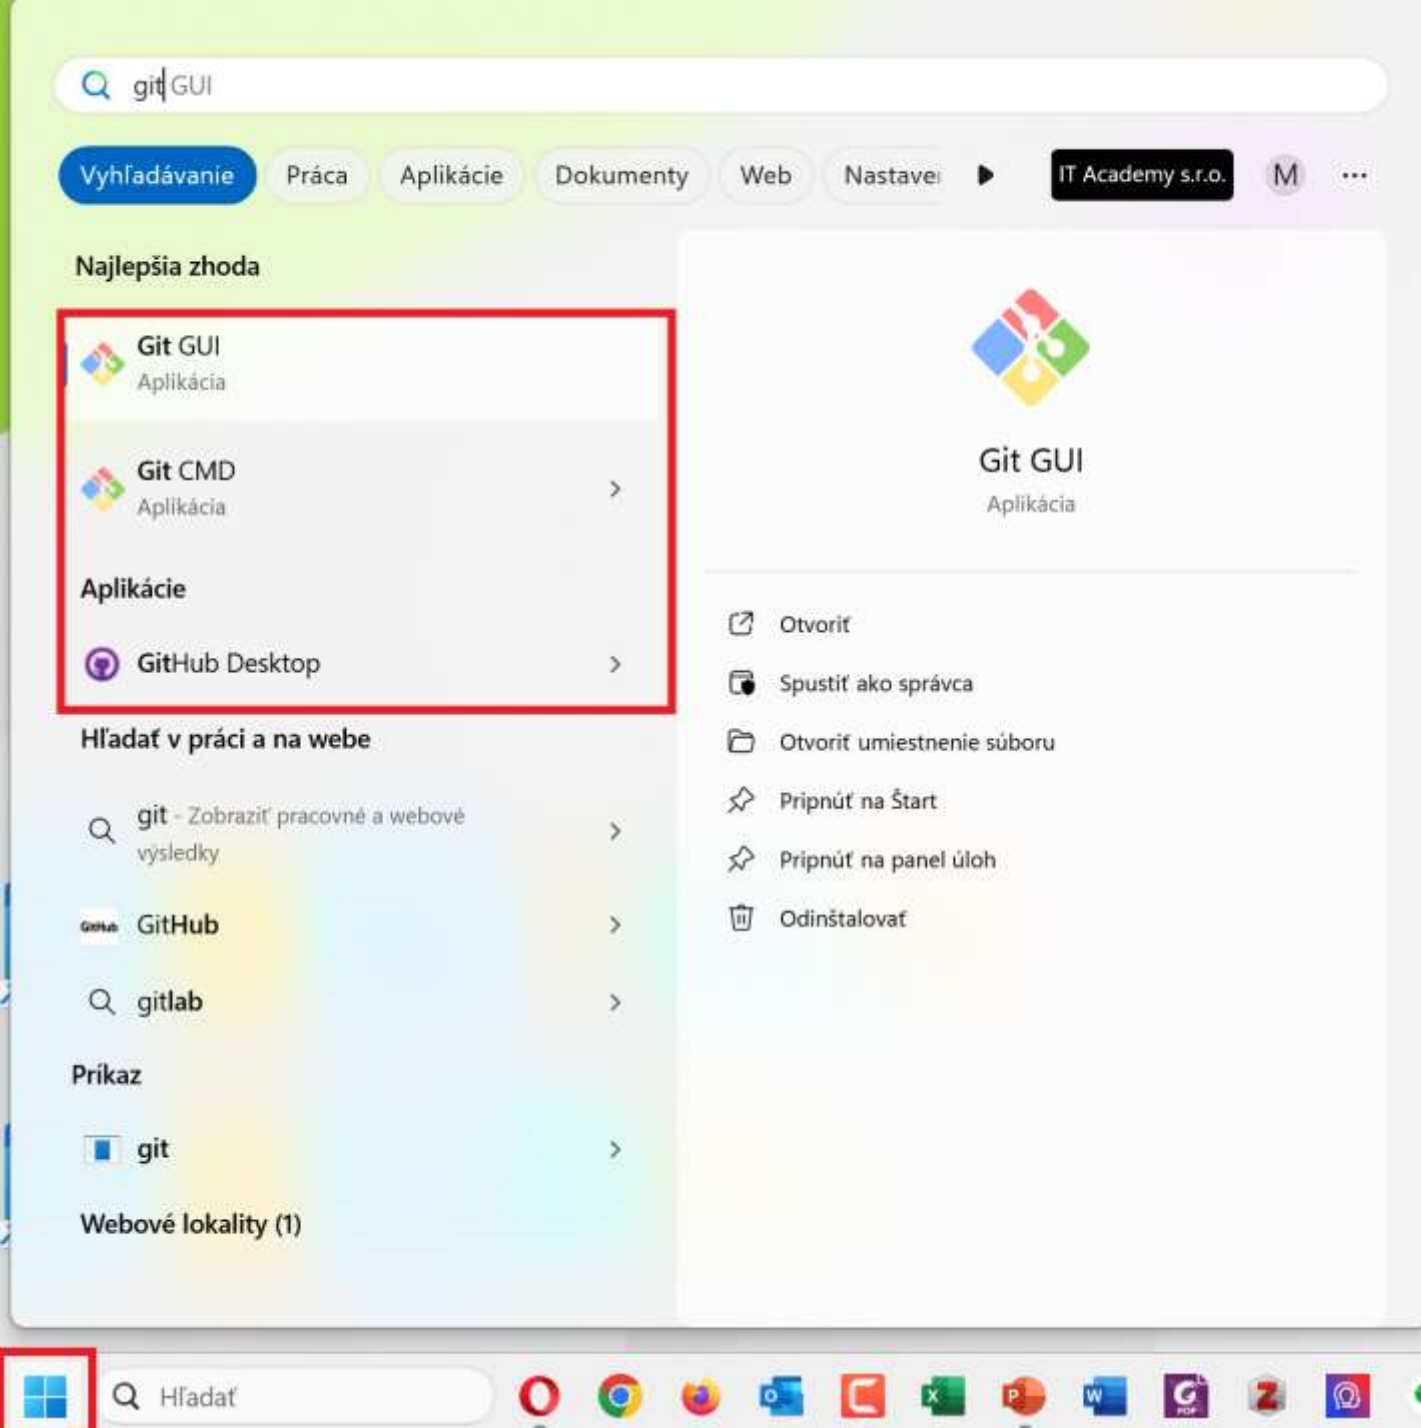 git GUI
Vyhľadávanie Práca Aplikácie Dokumenty Web Nastavei IT Academy s.r.o. M ...
Najlepšia zhoda
Git GUI
Aplikácia
Git CMD
Aplikácia
Aplikácie
GitHub Desktop
Hľadať v práci a na webe
git - Zobraziť pracovné a webové
výsledky
GitHub GitHub
gitlab
Príkaz
git
Webové lokality (1)
Git GUI
Aplikácia
Otvoriť
Spustiť ako správca
Otvoriť umiestnenie súboru
Pripnúť na Štart
Pripnúť na panel úloh
Odinštalovať
Hľadať